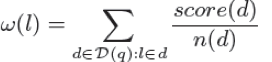 ω(l) = ∑_{d∈𝒟(q):l∈d} score(d)/n(d)